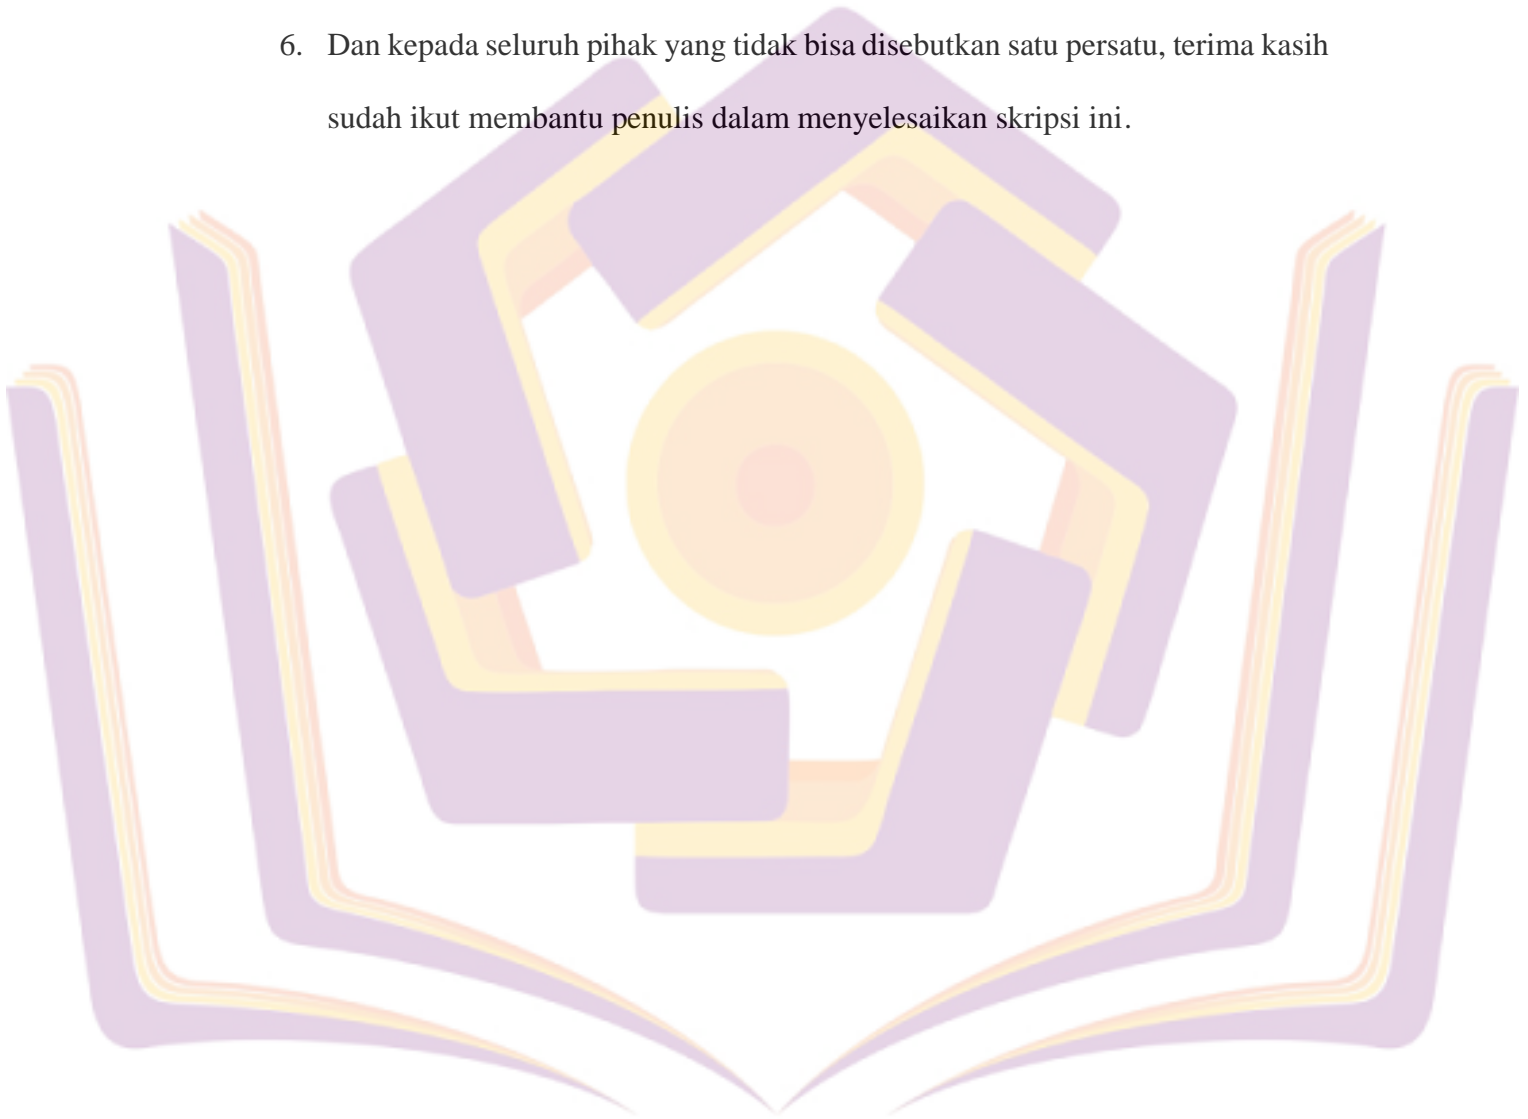 6. Dan kepada seluruh pihak yang tidak bisa disebutkan satu persatu, terima kasih
sudah ikut membantu penulis dalam menyelesaikan skripsi ini.